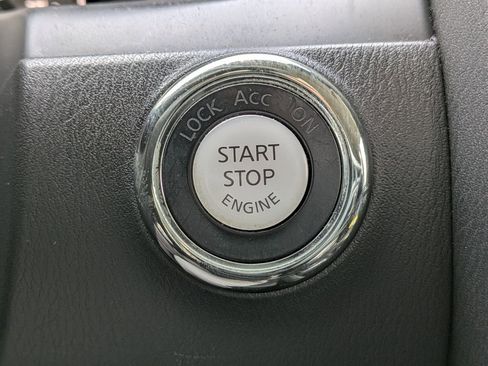 LOCK ACC ON
START
STOP
ENGINE